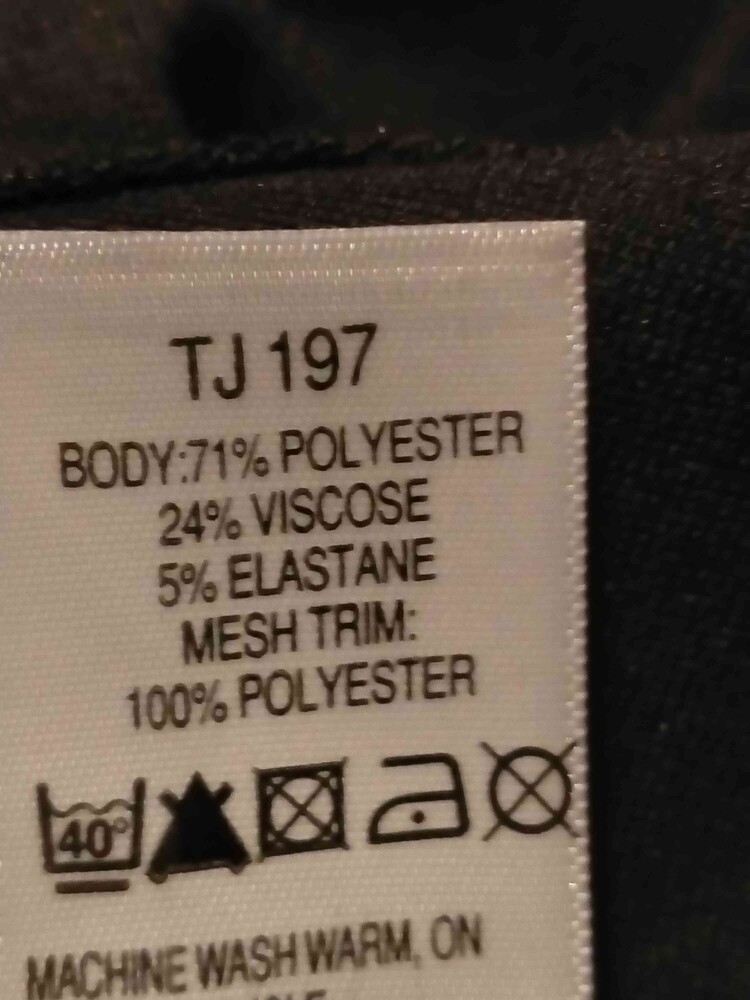 TJ 197
BODY:71% POLYESTER
24% VISCOSE
5% ELASTANE
MESH TRIM:
100% POLYESTER
40°
MACHINE WASH WARM, ON